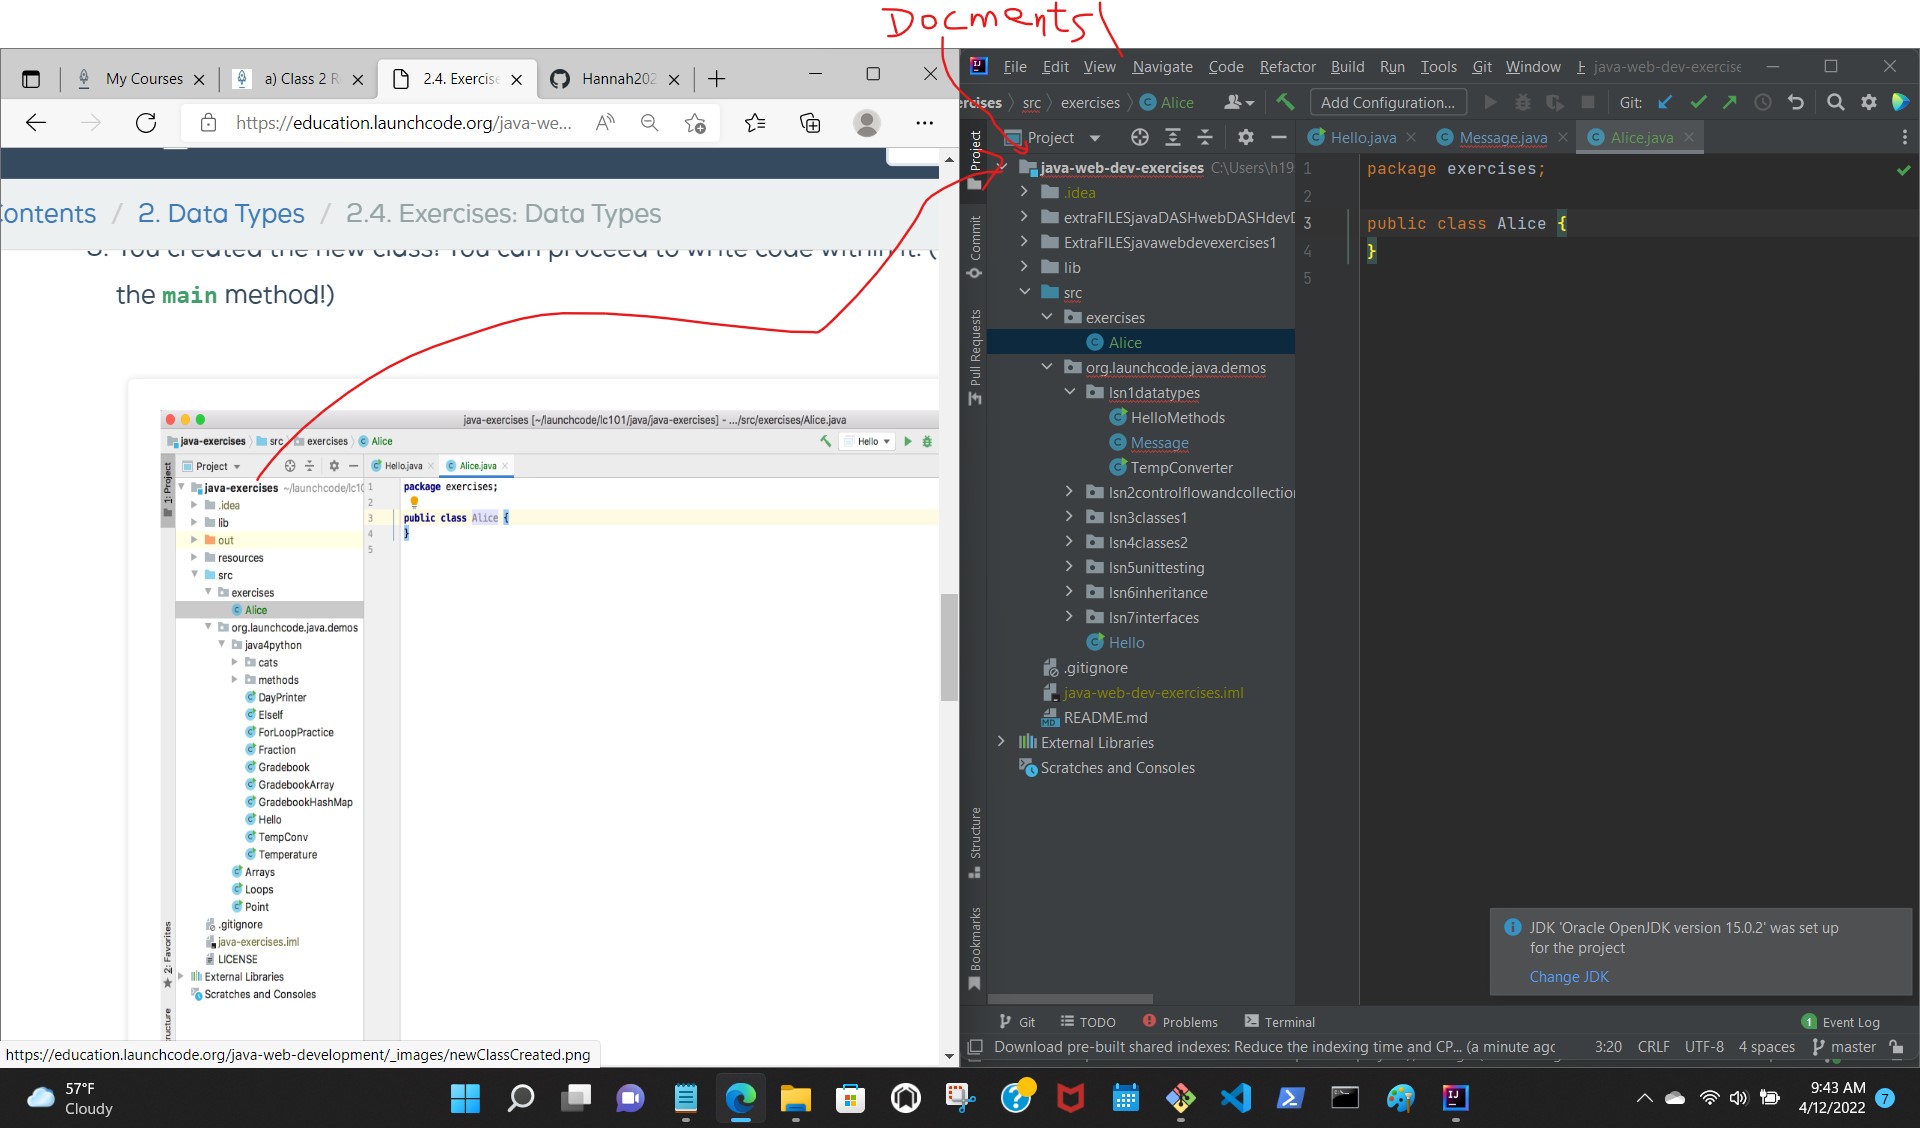 Docments\
My Courses
a) Class 2 R
2.4. Exercise
Hannah202
https://education.launchcode.org/java-we...
ontents / 2. Data Types / 2.4. Exercises: Data Types
3. You created the new class! You can proceed to write code within it. (
the main method!)
java-exercises [~/launchcode/lc101/java/java-exercises] - .../src/exercises/Alice.java
java-exercises src exercises Alice
Hello
1: Project
Project
Hello.java
Alice.java
java-exercises ~/launchcode/lc10
.idea
lib
out
resources
src
exercises
Alice
org.launchcode.java.demos
java4python
cats
methods
DayPrinter
ElseIf
ForLoopPractice
Fraction
Gradebook
GradebookArray
GradebookHashMap
Hello
TempConv
Temperature
Arrays
Loops
Point
.gitignore
java-exercises.iml
LICENSE
External Libraries
Scratches and Consoles
2: Favorites
ructure
1 package exercises;
2
3 public class Alice {
4 }
5
https://education.launchcode.org/java-web-development/_images/newClassCreated.png
File Edit View Navigate Code Refactor Build Run Tools Git Window H java-web-dev-exercise
ercises src exercises Alice
Add Configuration...
Git:
Project
Commit
Pull Requests
Structure
Bookmarks
Project
Hello.java
Message.java
Alice.java
java-web-dev-exercises C:\Users\h19
.idea
extraFILESjavaDASHwebDASHdevD
ExtraFILESjavawebdevexercises1
lib
src
exercises
Alice
org.launchcode.java.demos
lsn1datatypes
HelloMethods
Message
TempConverter
lsn2controlflowandcollection
lsn3classes1
lsn4classes2
lsn5unittesting
lsn6inheritance
lsn7interfaces
Hello
.gitignore
java-web-dev-exercises.iml
README.md
External Libraries
Scratches and Consoles
1 package exercises;
2
3 public class Alice {
4 }
5
JDK 'Oracle OpenJDK version 15.0.2' was set up
for the project
Change JDK
Git TODO Problems Terminal
1 Event Log
Download pre-built shared indexes: Reduce the indexing time and CP... (a minute agc
3:20 CRLF UTF-8 4 spaces master
57°F
Cloudy
9:43 AM
4/12/2022
7